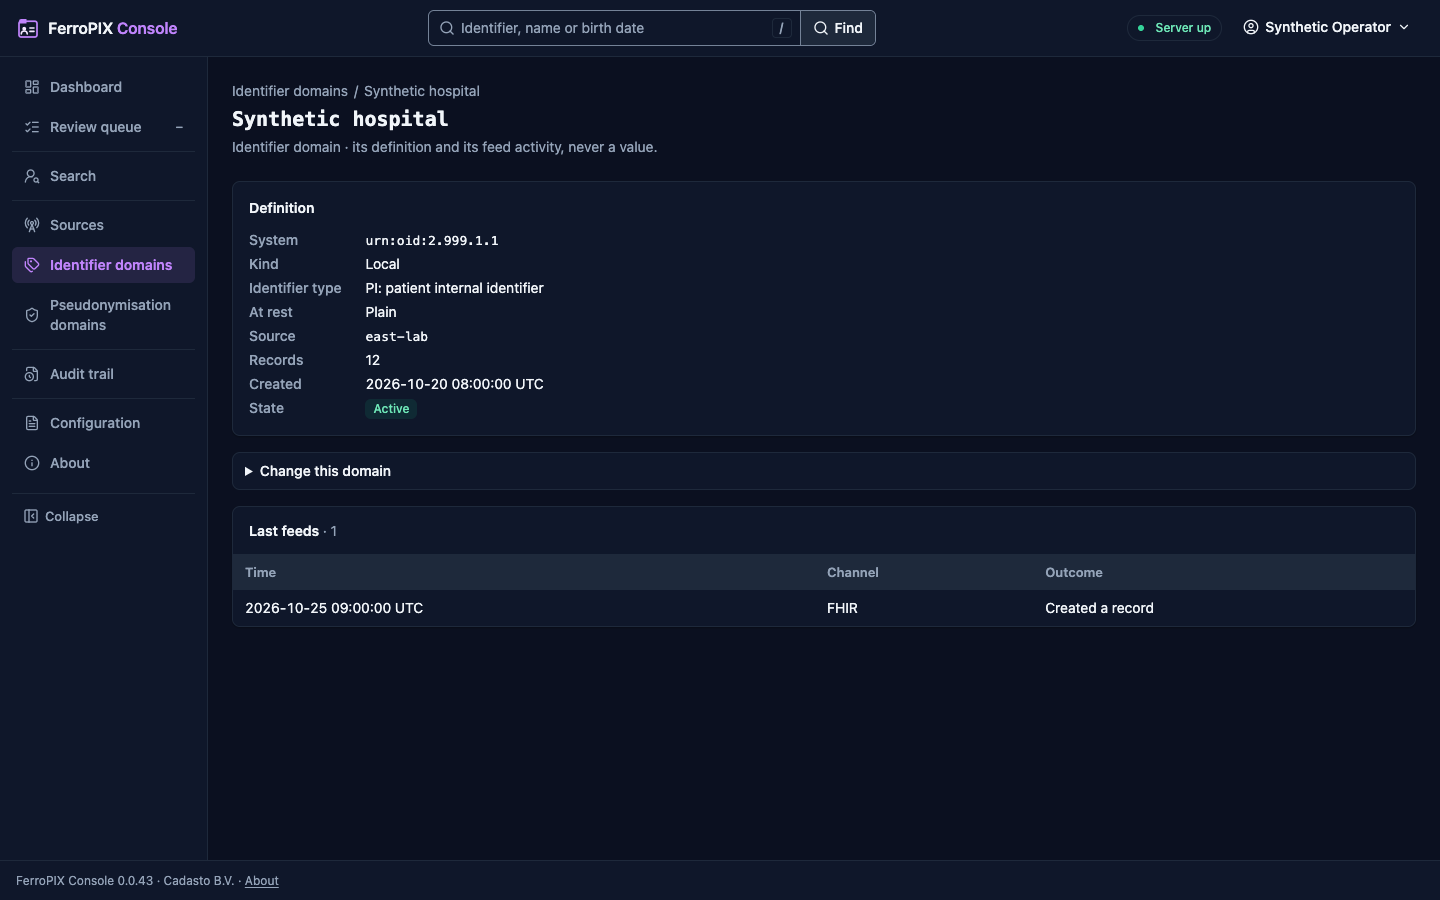 FerroPIX Console
Identifier, name or birth date /
Find
Server up
Synthetic Operator
Dashboard
Review queue –
Search
Sources
Identifier domains
Pseudonymisation
domains
Audit trail
Configuration
About
Collapse
Identifier domains / Synthetic hospital
Synthetic hospital
Identifier domain · its definition and its feed activity, never a value.
Definition
System urn:oid:2.999.1.1
Kind Local
Identifier type PI: patient internal identifier
At rest Plain
Source east-lab
Records 12
Created 2026-10-20 08:00:00 UTC
State Active
Change this domain
Last feeds · 1
Time Channel Outcome
2026-10-25 09:00:00 UTC FHIR Created a record
FerroPIX Console 0.0.43 · Cadasto B.V. · About